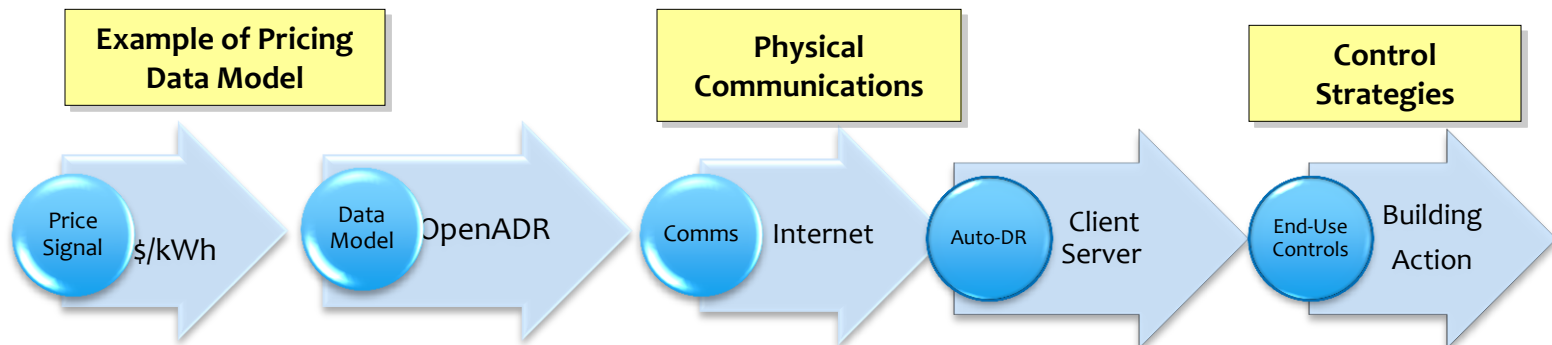 Example of Pricing
Data Model
Physical
Communications
Control
Strategies
Price
Signal
$/kWh
Data
Model
OpenADR
Comms
Internet
Auto-DR
Client
Server
End-Use
Controls
Building
Action